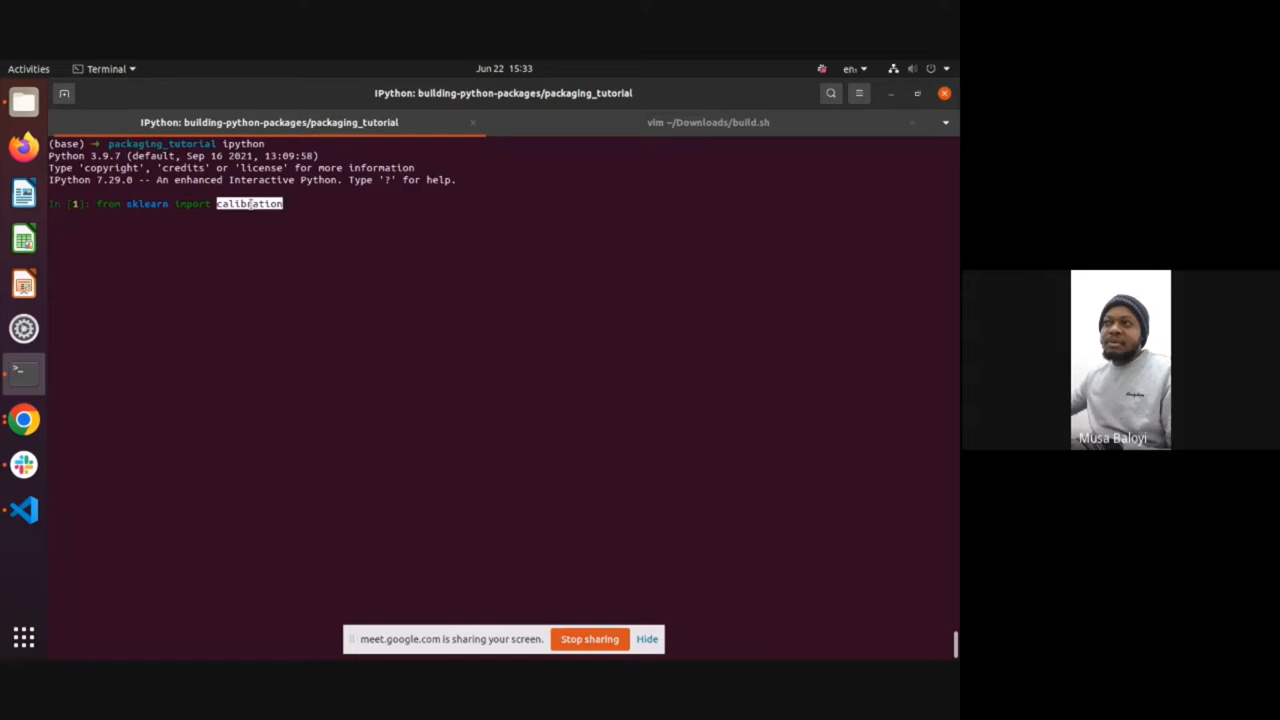 Activities
Terminal
Jun 22 15:33
en₁
IPython: building-python-packages/packaging_tutorial
IPython: building-python-packages/packaging_tutorial
vim ~/Downloads/build.sh
(base) → packaging_tutorial ipython
Python 3.9.7 (default, Sep 16 2021, 13:09:58)
Type 'copyright', 'credits' or 'license' for more information
IPython 7.29.0 -- An enhanced Interactive Python. Type '?' for help.
In [1]: from sklearn import calibration
meet.google.com is sharing your screen.
Stop sharing
Hide
Musa Baloyi